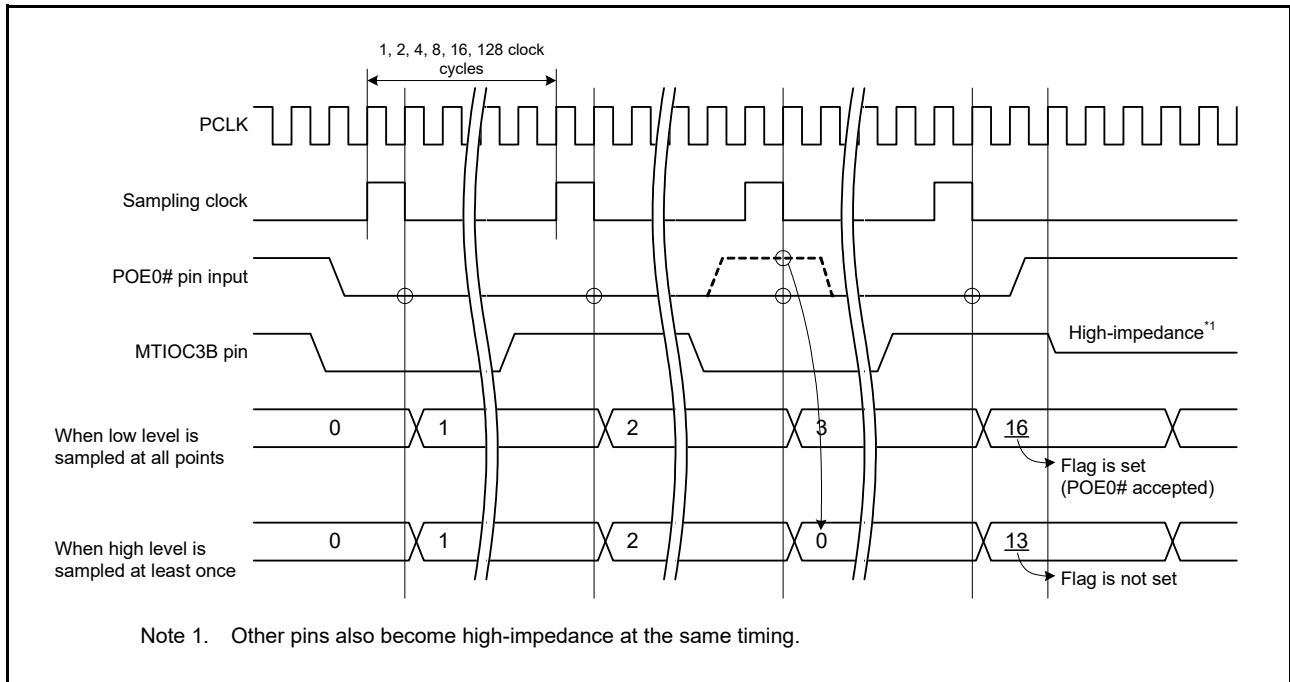 1, 2, 4, 8, 16, 128 clock
cycles
PCLK
Sampling clock
POE0# pin input
MTIOC3B pin
High-impedance*1
When low level is
sampled at all points
0 1 2 3 16
Flag is set
(POE0# accepted)
When high level is
sampled at least once
0 1 2 0 13
Flag is not set
Note 1. Other pins also become high-impedance at the same timing.